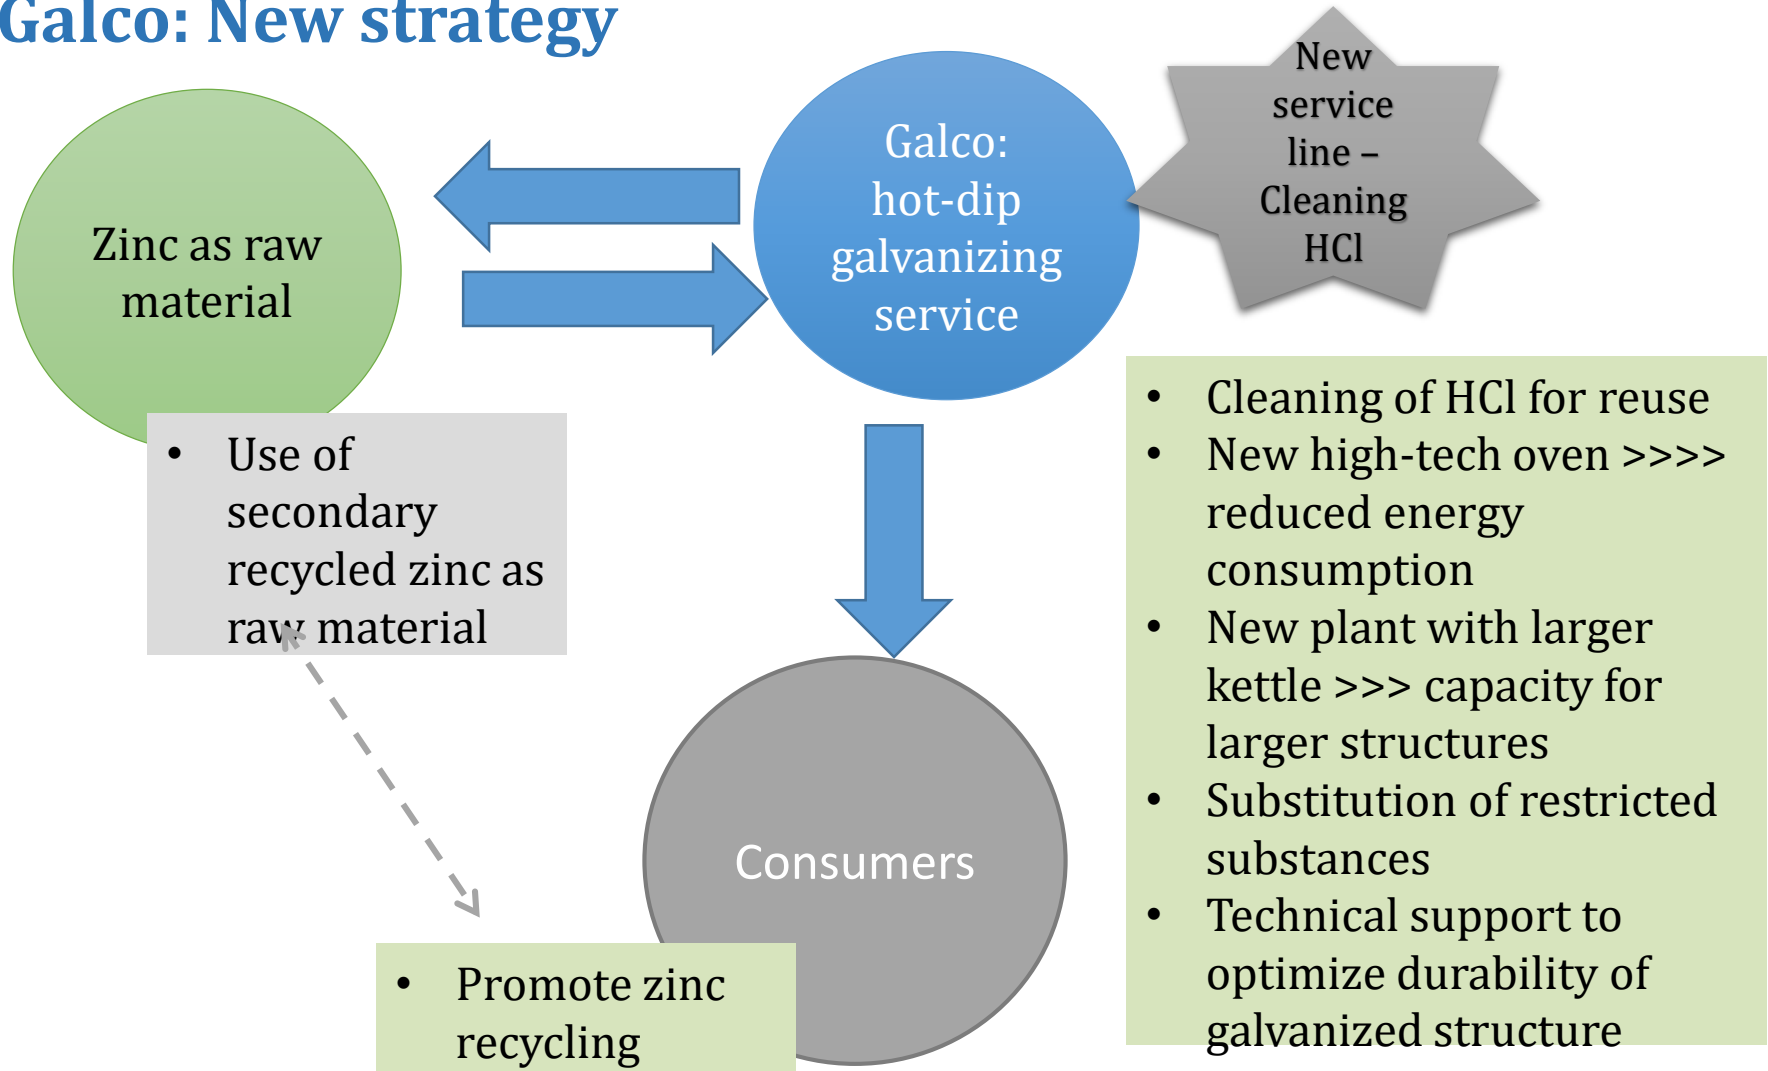 Galco: New strategy
Zinc as raw
material
Galco:
hot-dip
galvanizing
service
New
service
line –
Cleaning
HCl
• Use of
secondary
recycled zinc as
raw material
• Cleaning of HCl for reuse
• New high-tech oven >>>>
reduced energy
consumption
• New plant with larger
kettle >>> capacity for
larger structures
• Substitution of restricted
substances
• Technical support to
optimize durability of
galvanized structure
Consumers
• Promote zinc
recycling